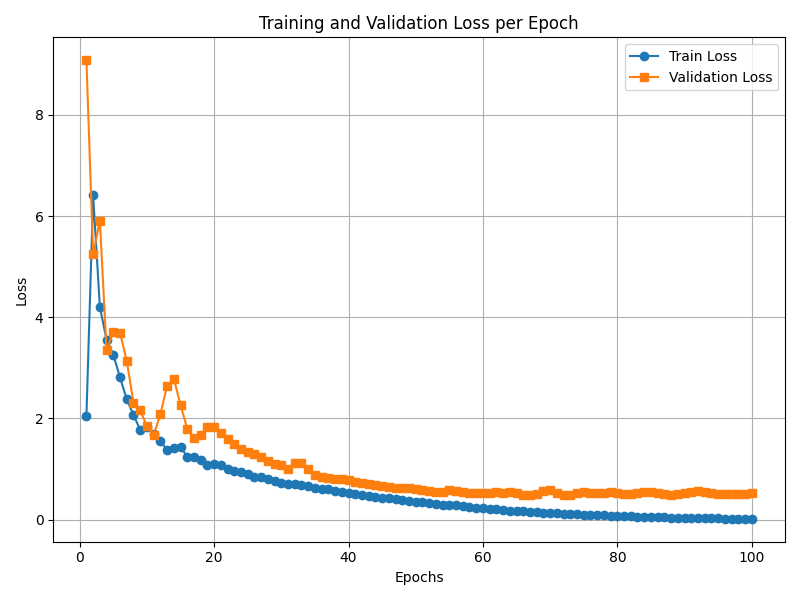 Training and Validation Loss per Epoch
Train Loss
Validation Loss
8
6
4
2
0
Loss
0 20 40 60 80 100
Epochs